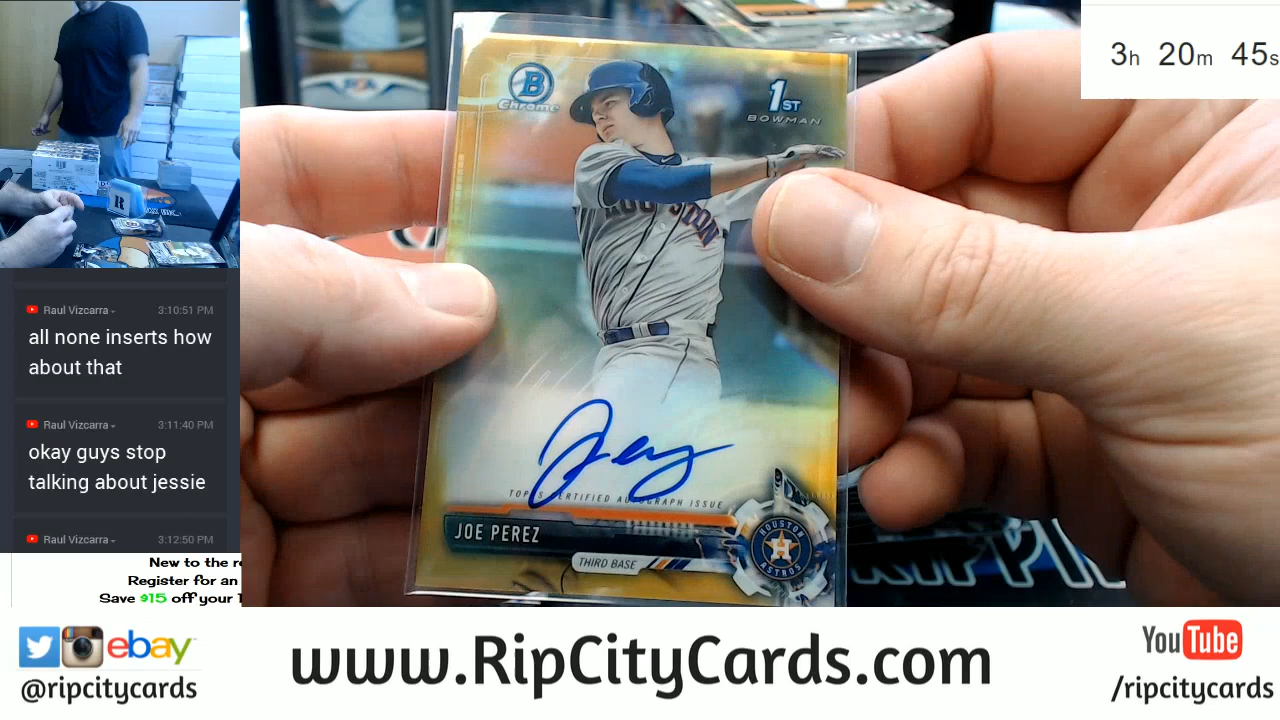 3h 20m 45s
B
Chrome
1ST
BOWMAN
HOUSTON
TOPPS CERTIFIED AUTOGRAPH ISSUE
JOE PEREZ
THIRD BASE
HOUSTON
H
ASTROS
R
Raul Vizcarra
3:10:51 PM
all none inserts how
about that
Raul Vizcarra
3:11:40 PM
okay guys stop
talking about jessie
Raul Vizcarra
3:12:50 PM
New to the r
Register for an
Save $15 off your
ebay
@ripcitycards
www.RipCityCards.com
YouTube
/ripcitycards